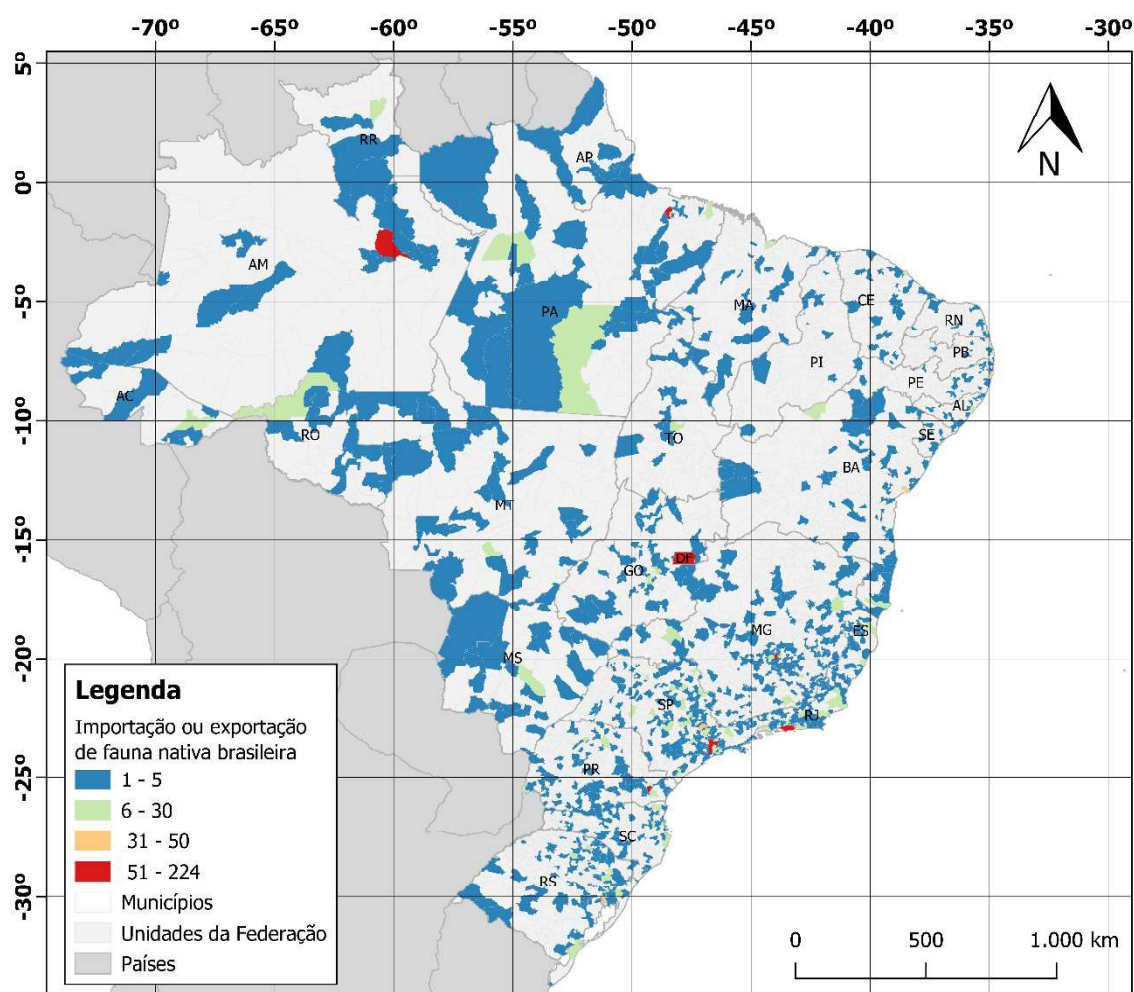 -70º -65º -60º -55º -50º -45º -40º -35º -30º
5º
0º
-5º
-10º
-15º
-20º
-25º
-30º
N
RR
AP
AM
PA
MA
CE
RN
PB
PI
PE
AL
AC
SE
RO
TO
BA
MT
DF
GO
MG
ES
MS
SP
RJ
PR
SC
RS
Legenda
Importação ou exportação
de fauna nativa brasileira
1 - 5
6 - 30
31 - 50
51 - 224
Municípios
Unidades da Federação
Países
0 500 1.000 km